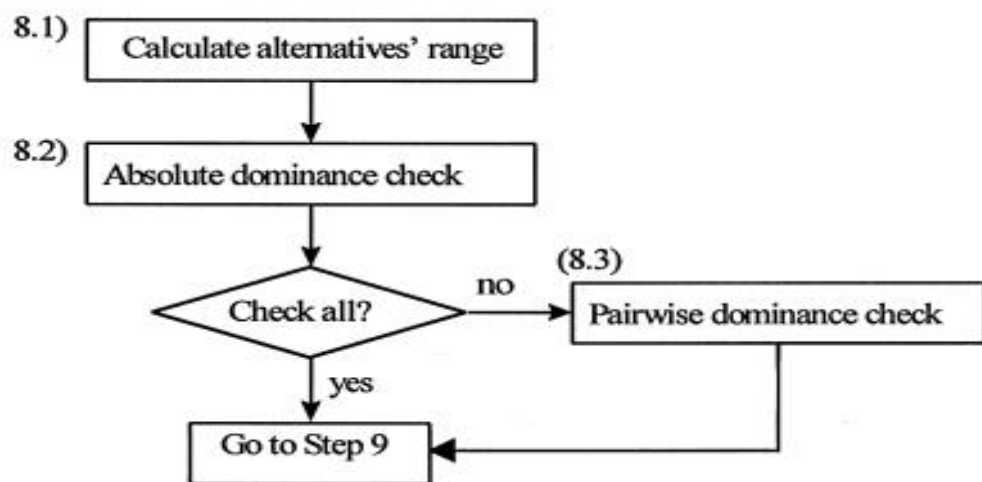 8.1)
Calculate alternatives' range
8.2)
Absolute dominance check
(8.3)
Check all?
no
Pairwise dominance check
yes
Go to Step 9